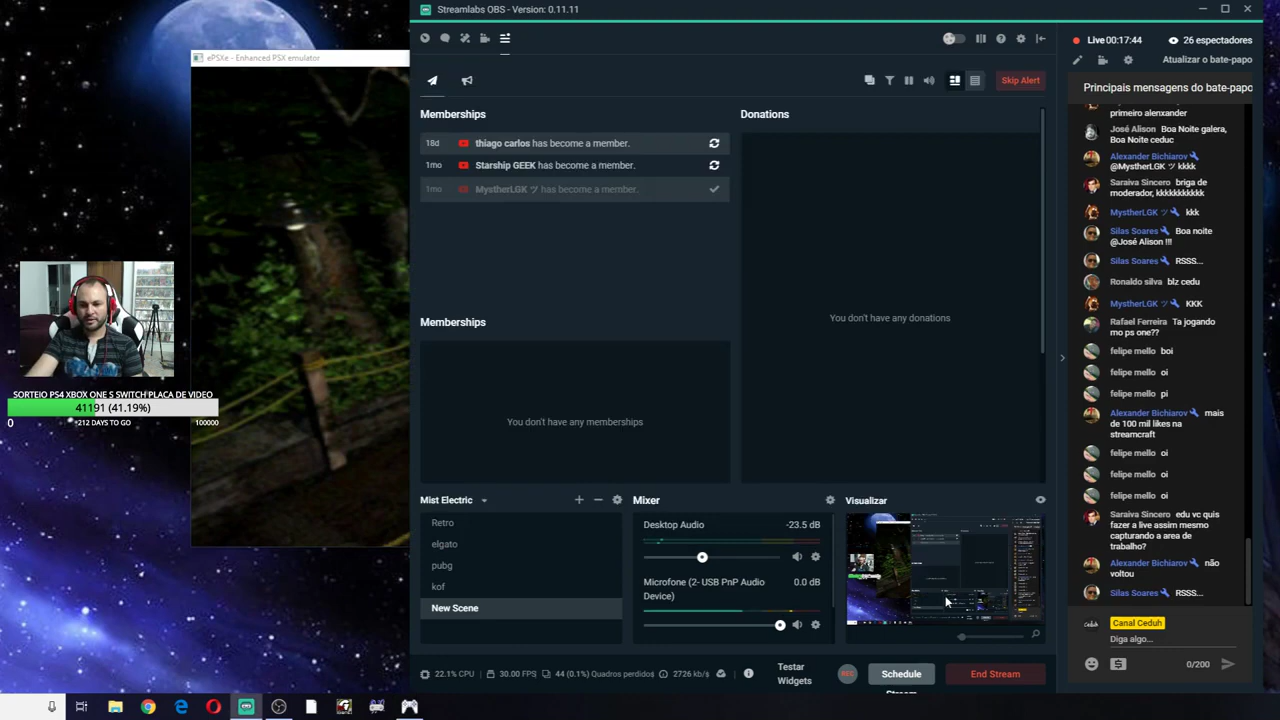 Streamlabs OBS - Version: 0.11.11
ePSXe - Enhanced PSX emulator
Live 00:17:44
26 espectadores
Atualizar o bate-papo
Skip Alert
Principais mensagens do bate-papo
Memberships
Donations
18d thiago carlos has become a member.
1mo Starship GEEK has become a member.
1mo MystherLGK ツ has become a member.
You don't have any donations
Memberships
You don't have any memberships
SORTEIO PS4 XBOX ONE S SWITCH PLACA DE VIDEO
41191 (41.19%)
0
212 DAYS TO GO
100000
Mist Electric
Retro
elgato
pubg
kof
New Scene
Mixer
Desktop Audio -23.5 dB
Microfone (2- USB PnP Audio Device) 0.0 dB
Visualizar
22.1% CPU
30.00 FPS
44 (0.1%) Quadros perdidos
2726 kb/s
Testar
Widgets
REC
Schedule
Stream
End Stream
primeiro alenxander
José Alison Boa Noite galera,
Boa Noite ceduc
Alexander Bichiarov
@MystherLGK ツ kkkk
Saraiva Sincero briga de
moderador, kkkkkkkkkkk
MystherLGK ツ kkk
Silas Soares Boa noite
@José Alison !!!
Silas Soares RSSS...
Ronaldo silva blz cedu
MystherLGK ツ KKK
Rafael Ferreira Ta jogando
mo ps one??
felipe mello boi
felipe mello oi
felipe mello pi
Alexander Bichiarov mais
de 100 mil likes na
streamcraft
felipe mello oi
felipe mello oi
felipe mello oi
Saraiva Sincero edu vc quis
fazer a live assim mesmo
capturando a area de
trabalho?
Alexander Bichiarov não
voltou
Silas Soares RSSS...
Canal Ceduh
Diga algo...
0/200